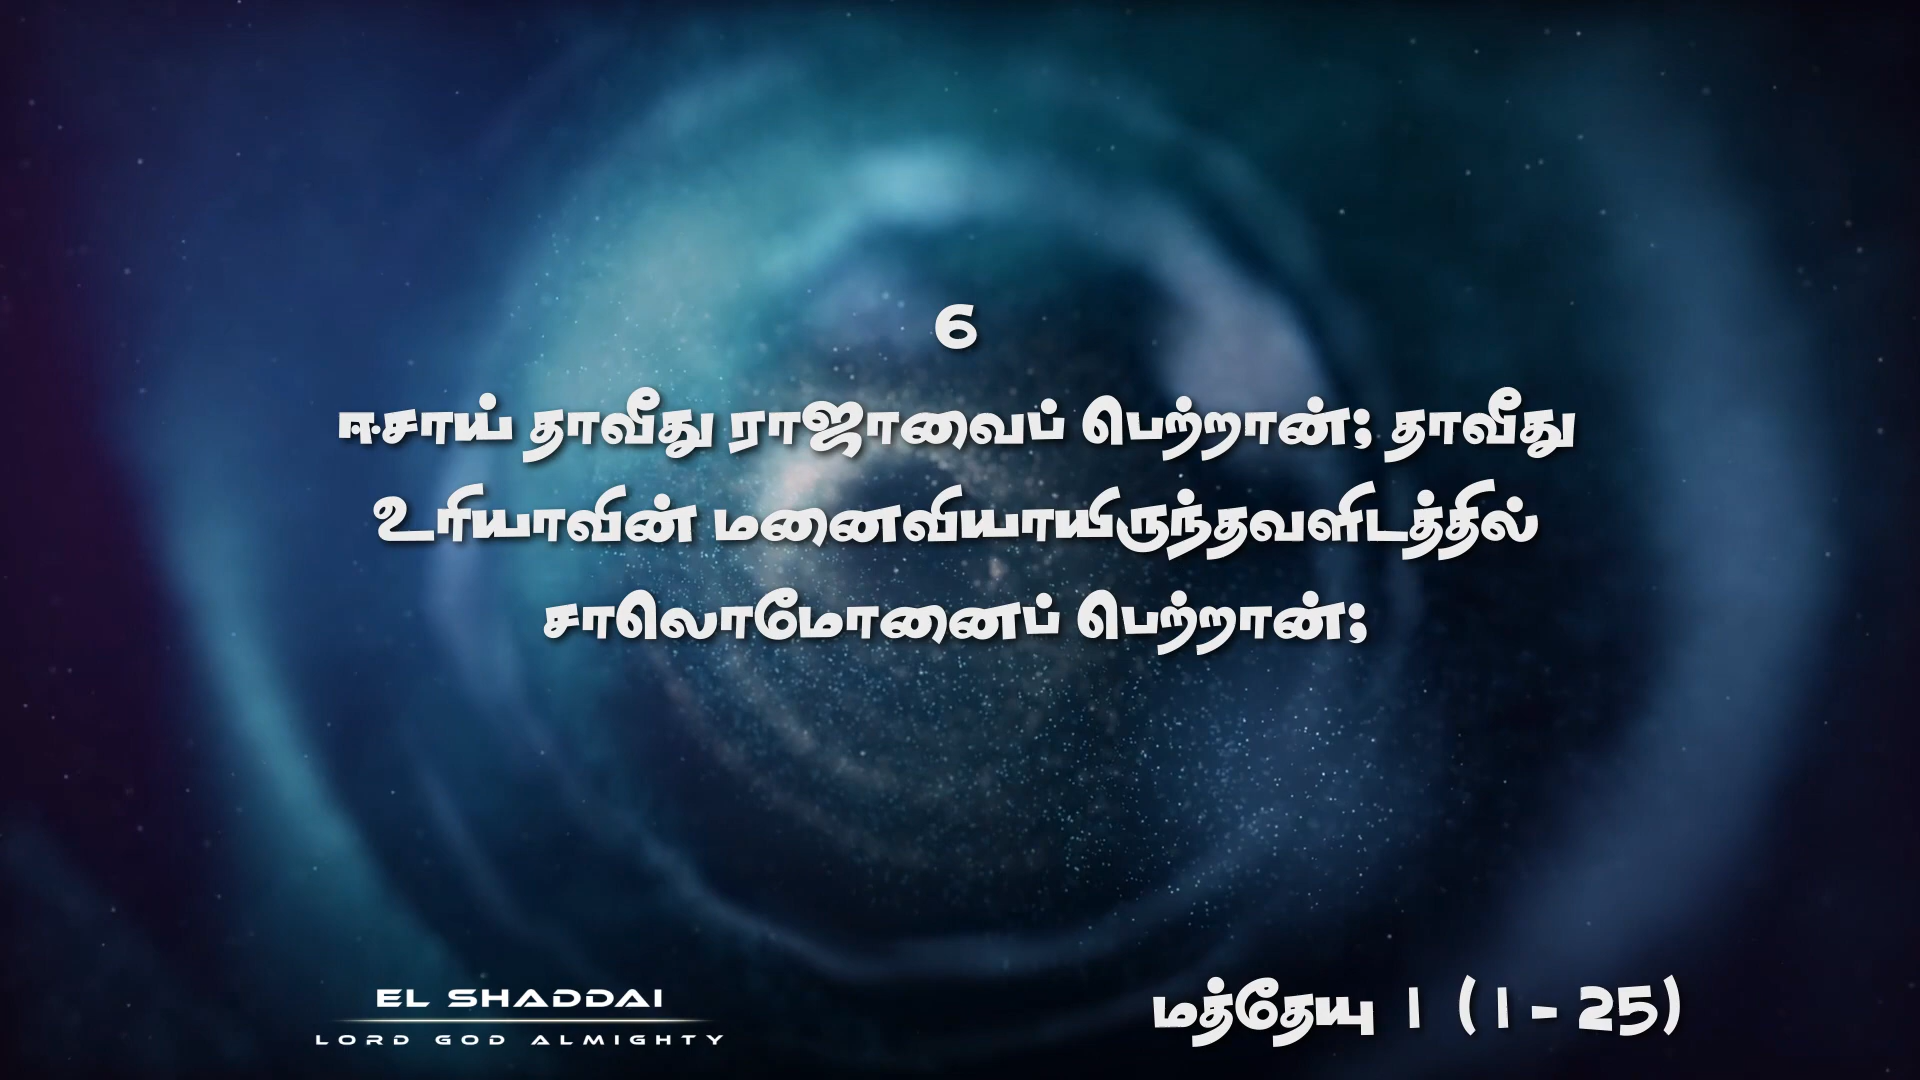 6
ஈசாய் தாவீது ராஜாவைப் பெற்றான்; தாவீது
உரியாவின் மனைவியாயிருந்தவளிடத்தில்
சாலொமோனைப் பெற்றான்;
EL SHADDAI
LORD GOD ALMIGHTY
மத்தேயு 1 (1 - 25)